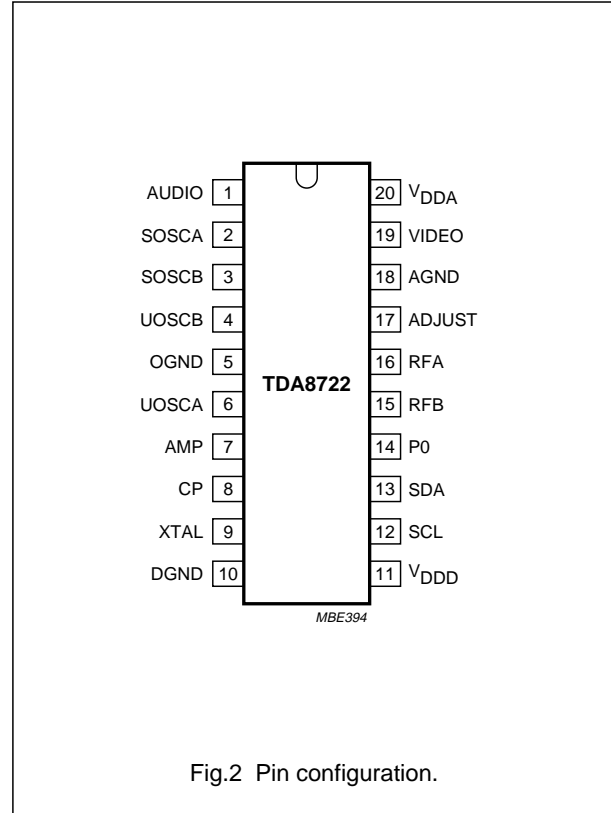 AUDIO 1 20 VDDA
SOSCA 2 19 VIDEO
SOSCB 3 18 AGND
UOSCB 4 17 ADJUST
OGND 5 16 RFA
TDA8722
UOSCA 6 15 RFB
AMP 7 14 P0
CP 8 13 SDA
XTAL 9 12 SCL
DGND 10 11 VDDD
MBE394
Fig.2 Pin configuration.